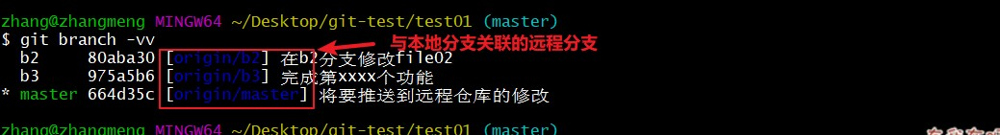 zhang@zhangmeng MINGW64 ~/Desktop/git-test/test01 (master)
$ git branch -vv 与本地分支关联的远程分支
b2 80aba30 [origin/b2] 在b2分支修改file02
b3 975a5b6 [origin/b3] 完成第xxxx个功能
* master 664d35c [origin/master] 将要推送到远程仓库的修改
zhang@zhangmeng MINGW64 ~/Desktop/git-test/test01 (master)